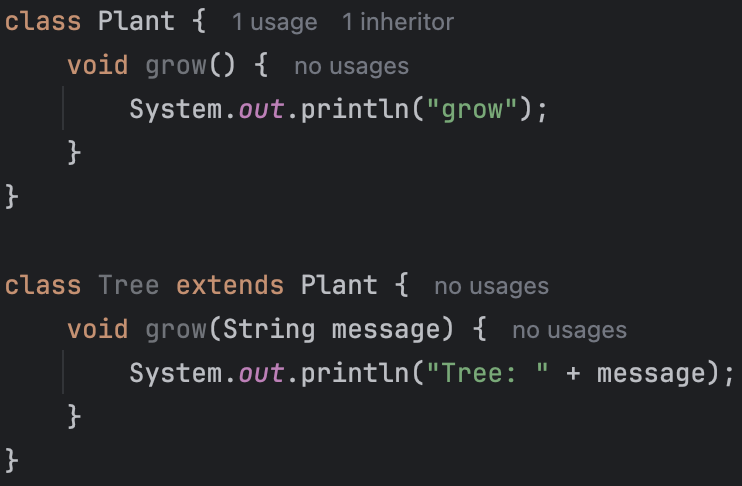 class Plant { 1 usage 1 inheritor
    void grow() { no usages
        System.out.println("grow");
    }
}

class Tree extends Plant { no usages
    void grow(String message) { no usages
        System.out.println("Tree: " + message);
    }
}